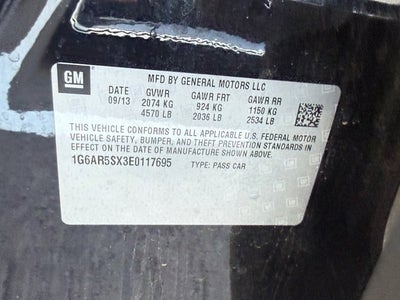 GM
MFD BY GENERAL MOTORS LLC
DATE GVWR GAWR FRT GAWR RR
09/13 2074 KG 924 KG 1150 KG
4570 LB 2036 LB 2534 LB
THIS VEHICLE CONFORMS TO ALL APPLICABLE U.S. FEDERAL MOTOR
VEHICLE SAFETY, BUMPER, AND THEFT PREVENTION STANDARDS IN
EFFECT ON THE DATE OF MANUFACTURE SHOWN ABOVE.
1G6AR5SX3E0117695 TYPE: PASS CAR